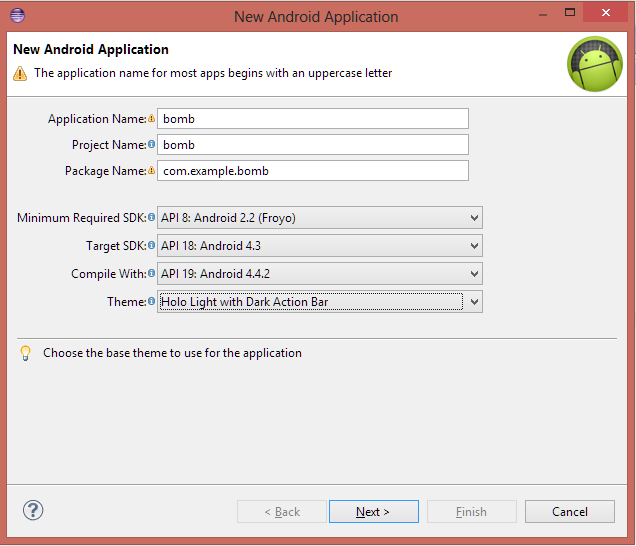 New Android Application
New Android Application
The application name for most apps begins with an uppercase letter
Application Name: bomb
Project Name: bomb
Package Name: com.example.bomb
Minimum Required SDK: API 8: Android 2.2 (Froyo)
Target SDK: API 18: Android 4.3
Compile With: API 19: Android 4.4.2
Theme: Holo Light with Dark Action Bar
Choose the base theme to use for the application
? < Back Next > Finish Cancel